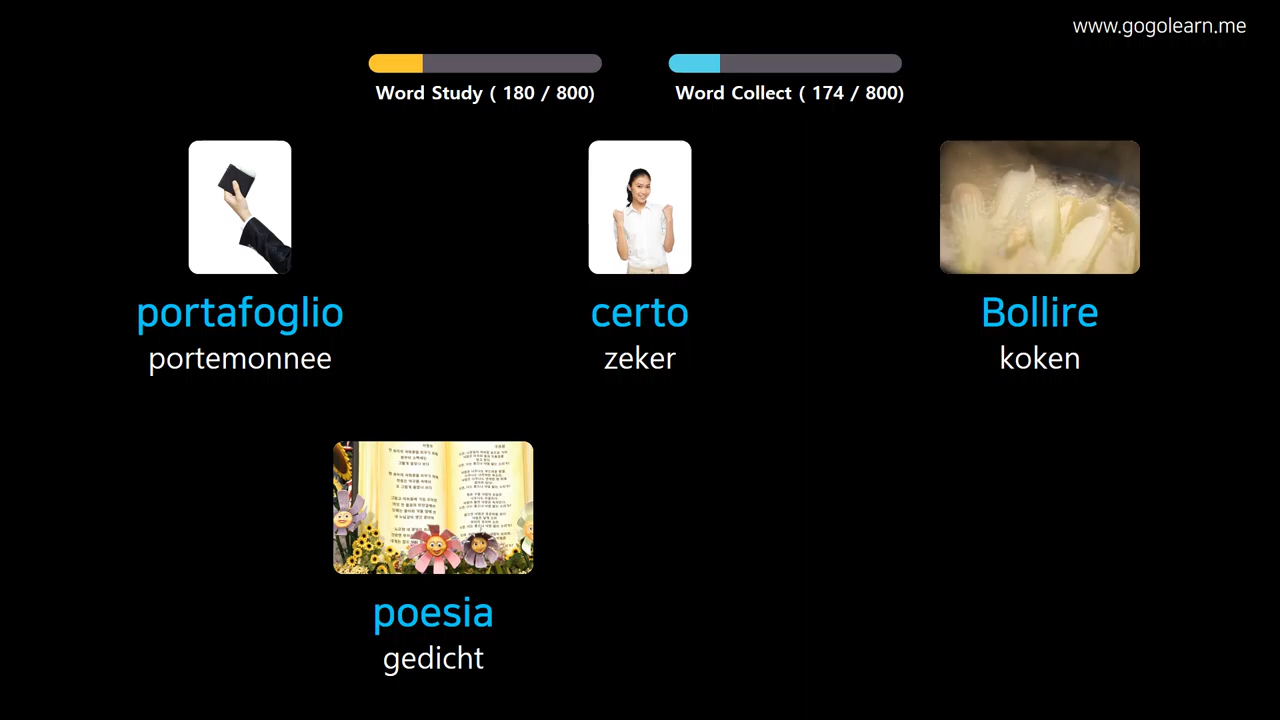 www.gogolearn.me
Word Study ( 180 / 800)
Word Collect ( 174 / 800)
portafoglio
portemonnee
certo
zeker
Bollire
koken
poesia
gedicht